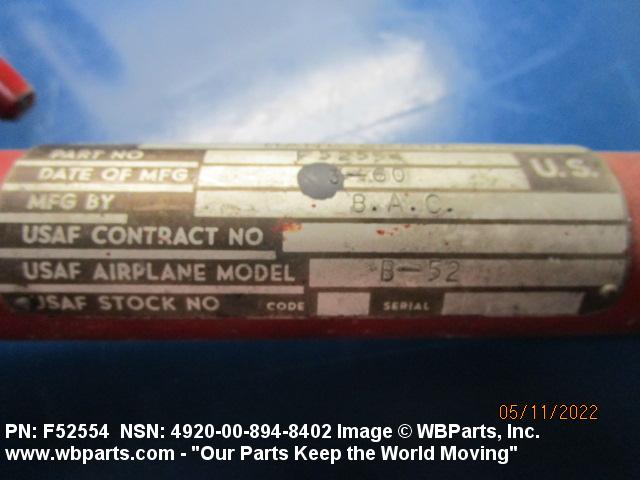 PART NO
DATE OF MFG 3-60 U.S.
MFG BY B.A.C.
USAF CONTRACT NO
USAF AIRPLANE MODEL B-52
USAF STOCK NO CODE SERIAL
05/11/2022
PN: F52554 NSN: 4920-00-894-8402 Image © WBParts, Inc.
www.wbparts.com - "Our Parts Keep the World Moving"